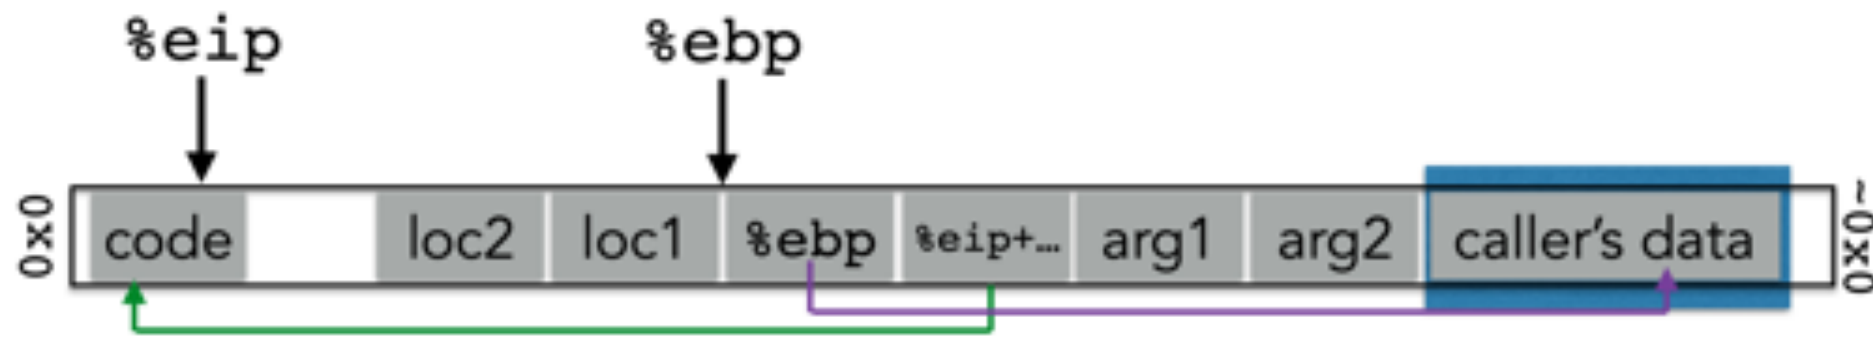 %eip %ebp
0x0 code loc2 loc1 %ebp %eip+... arg1 arg2 caller's data ~0x0